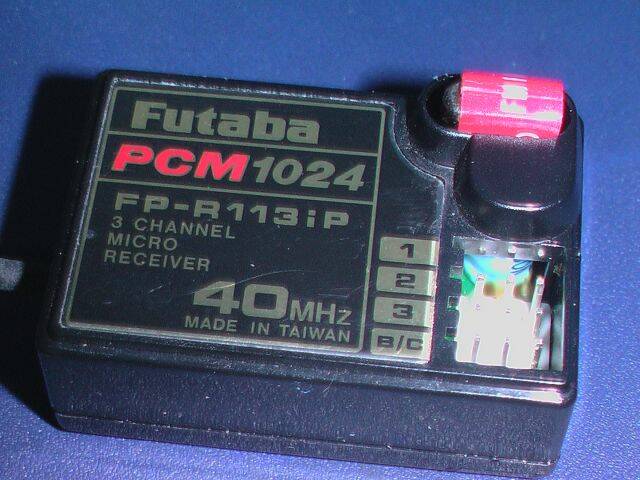 Futaba
PCM1024
FP-R113iP
3 CHANNEL
MICRO
RECEIVER
40MHz
MADE IN TAIWAN
1
2
3
B/C